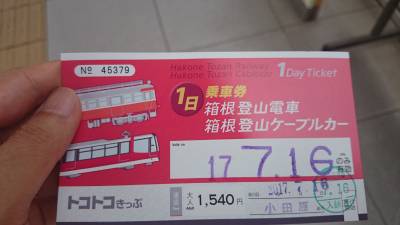 No 45379
Hakone Tozan Railway
Hakone Tozan Cablecar
1Day Ticket
1日 乗車券
箱根登山電車
箱根登山ケーブルカー
17 7.16
トコトコきっぷ
大人 1,540円
2017.-7.16
小田原